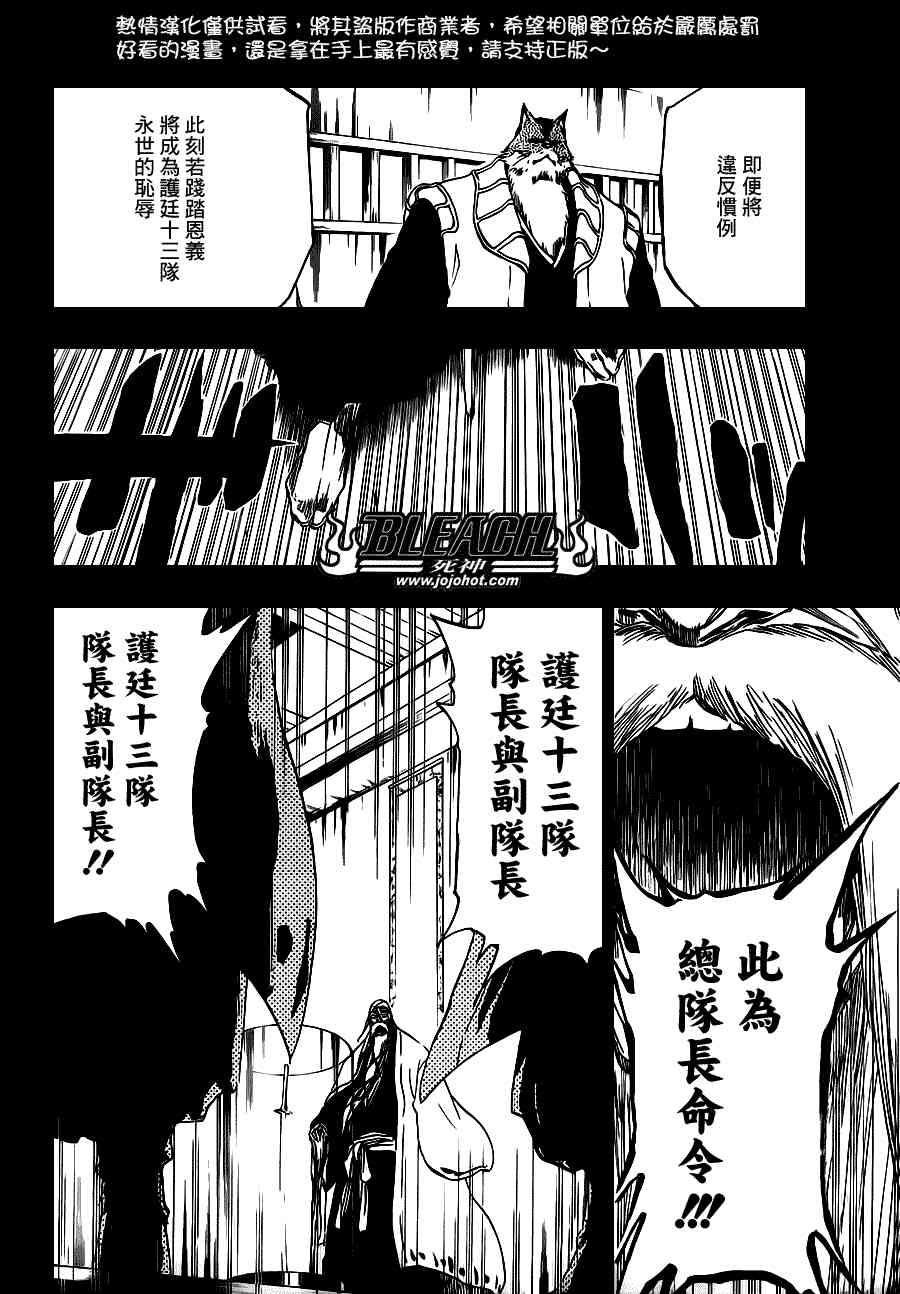 熱情漢化僅供試看，將其盜版作商業者，希望相關單位給於嚴厲處罰
好看的漫畫，還是拿在手上最有感覺，請支持正版～
即便將
違反慣例
此刻若踐踏恩義
將成為護廷十三隊
永世的恥辱
BLEACH
死神
www.jojohot.com
此為
總隊長命令!!!
護廷十三隊
隊長與副隊長
護廷十三隊
隊長與副隊長!!